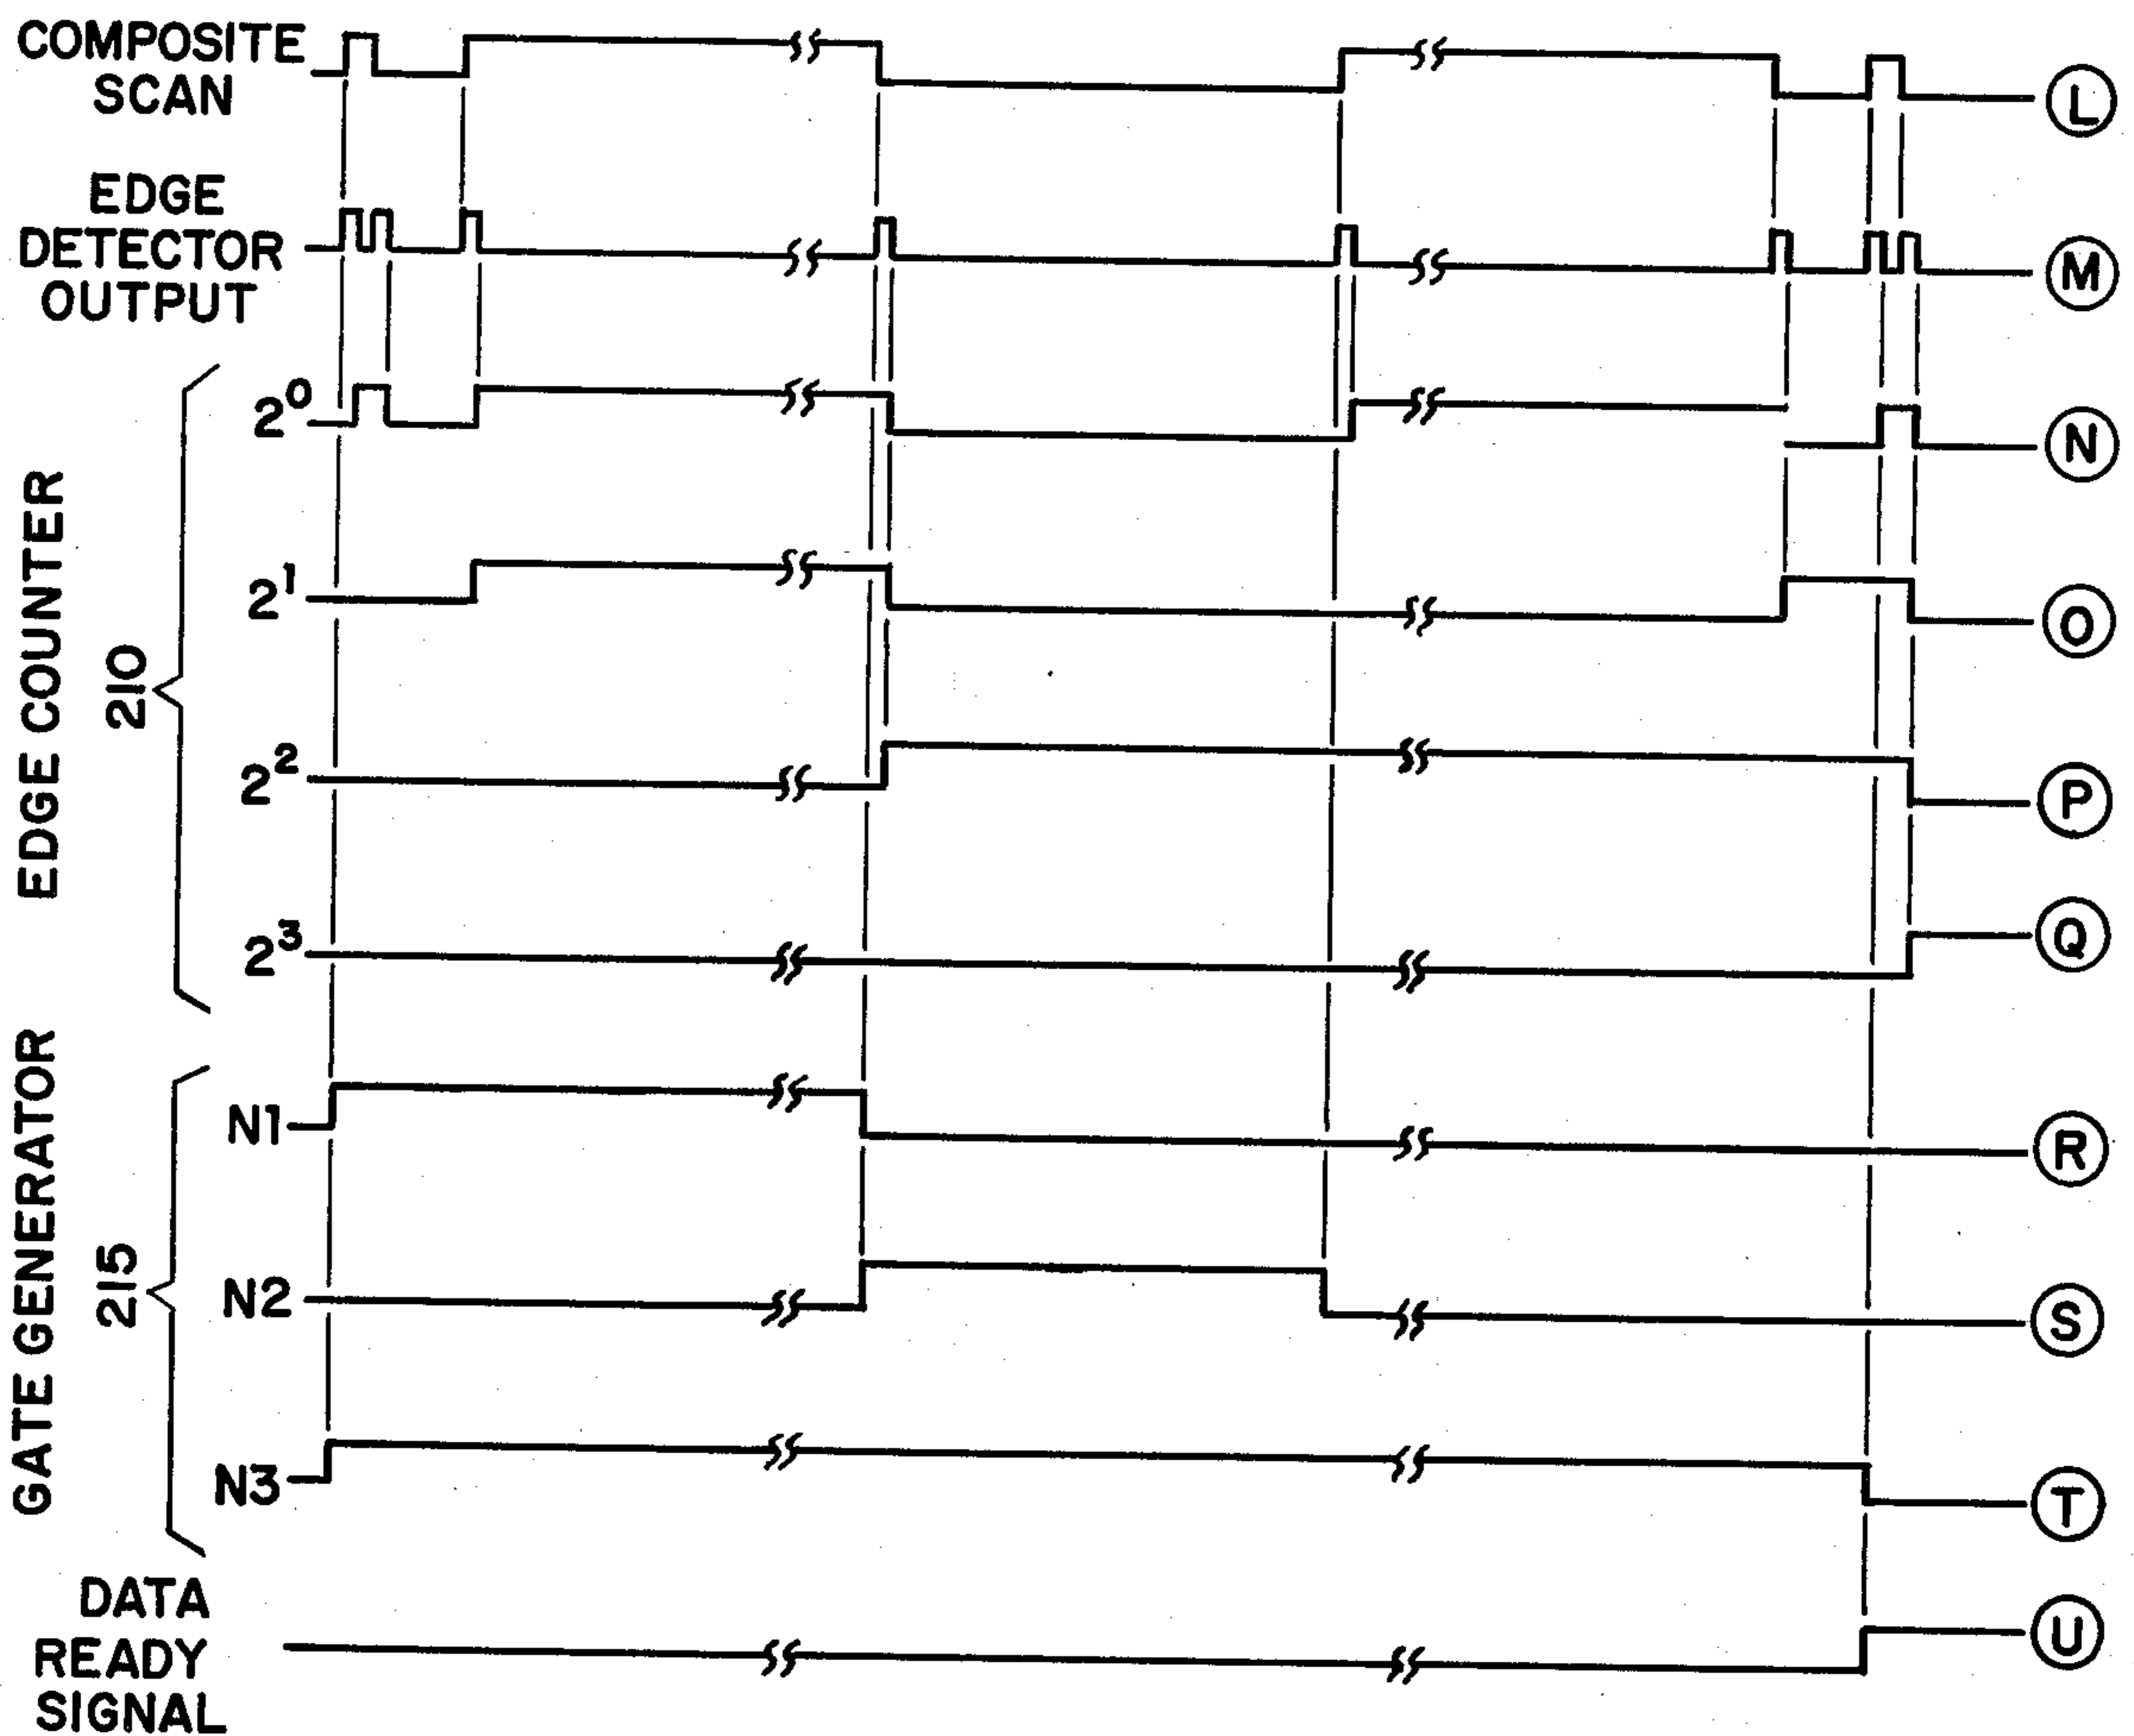 COMPOSITE
SCAN
L
EDGE
DETECTOR
OUTPUT
M
EDGE COUNTER
210
2⁰
N
2¹
O
2²
P
2³
Q
GATE GENERATOR
215
N1
R
N2
S
N3
T
DATA
READY
SIGNAL
U